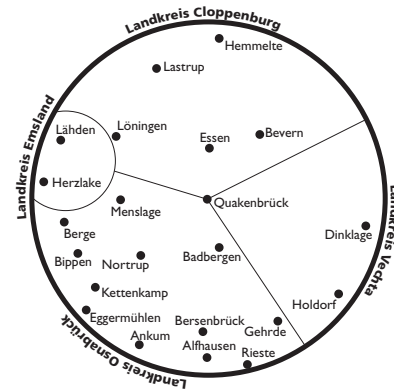 Landkreis Cloppenburg
Hemmelte
Lastrup
Landkreis Emsland
Lähden
Löningen
Essen
Bevern
Herzlake
Menslage
Quakenbrück
Landkreis Vechta
Berge
Dinklage
Bippen
Nortrup
Badbergen
Kettenkamp
Holdorf
Eggermühlen
Bersenbrück
Gehrde
Ankum
Alfhausen
Rieste
Landkreis Osnabrück